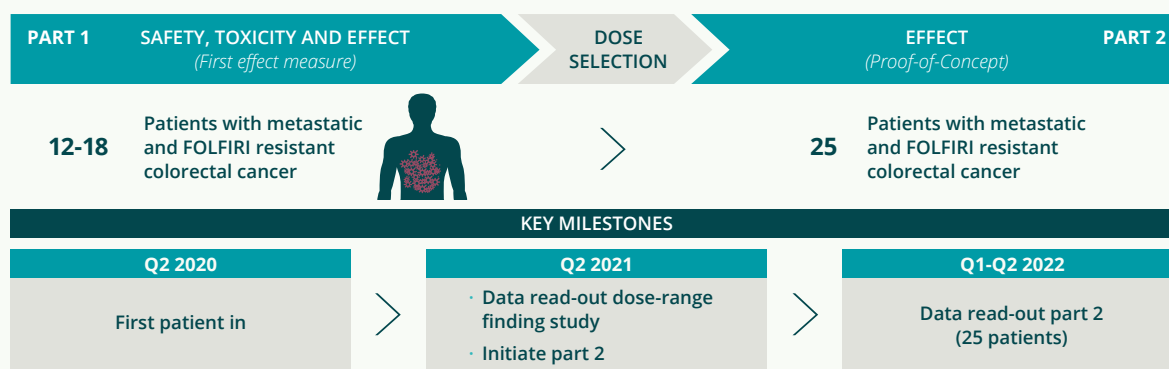 PART 1
SAFETY, TOXICITY AND EFFECT
(First effect measure)
DOSE
SELECTION
EFFECT
(Proof-of-Concept)
PART 2
12-18
Patients with metastatic
and FOLFIRI resistant
colorectal cancer
25
Patients with metastatic
and FOLFIRI resistant
colorectal cancer
KEY MILESTONES
Q2 2020
First patient in
Q2 2021
· Data read-out dose-range
finding study
· Initiate part 2
Q1-Q2 2022
Data read-out part 2
(25 patients)